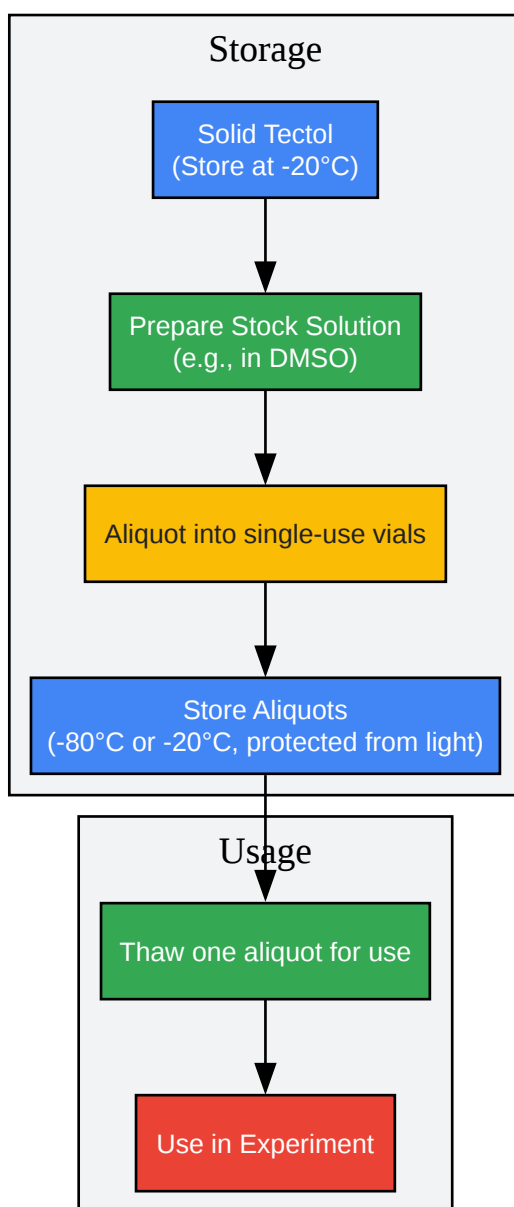 Storage
Solid Tectol
(Store at -20°C)
Prepare Stock Solution
(e.g., in DMSO)
Aliquot into single-use vials
Store Aliquots
(-80°C or -20°C, protected from light)
Usage
Thaw one aliquot for use
Use in Experiment